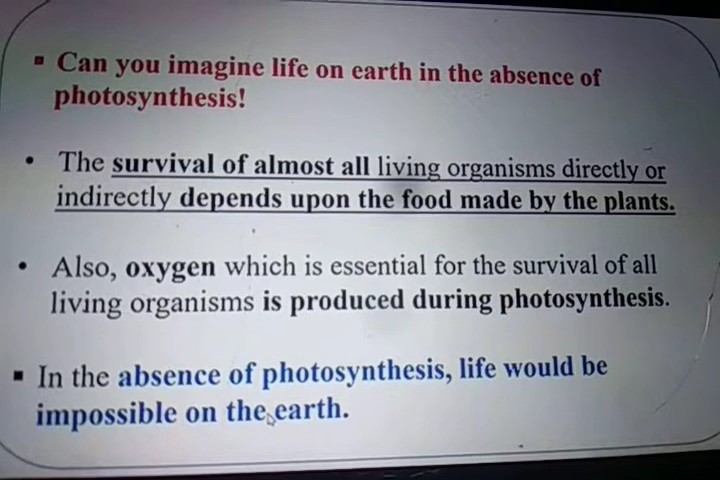 ▪ Can you imagine life on earth in the absence of
photosynthesis!
• The survival of almost all living organisms directly or
indirectly depends upon the food made by the plants.
• Also, oxygen which is essential for the survival of all
living organisms is produced during photosynthesis.
▪ In the absence of photosynthesis, life would be
impossible on the earth.